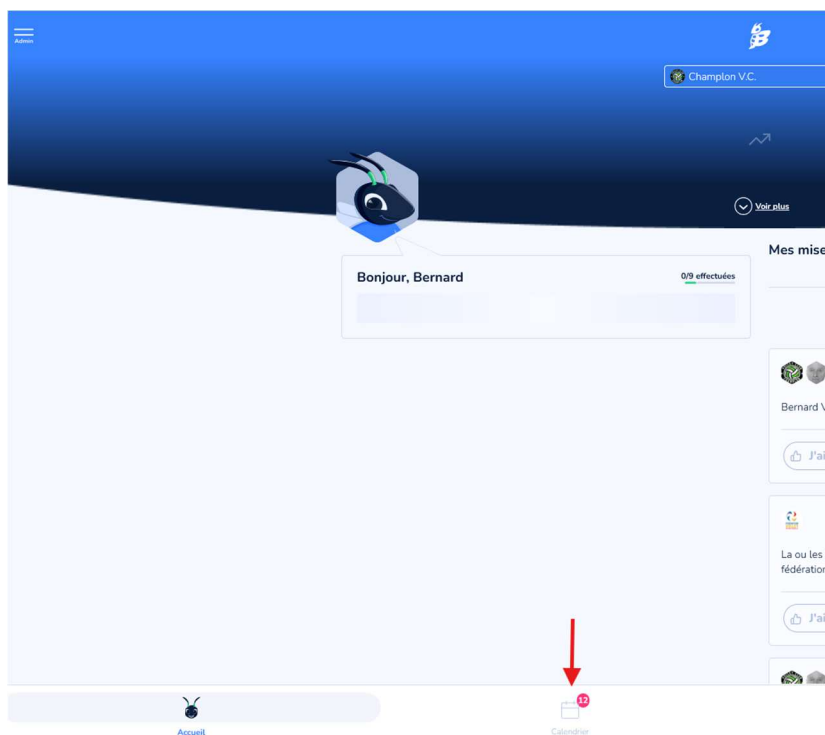 Admin
Champlon V.C.
Voir plus
Mes mise
Bonjour, Bernard
0/9 effectuées
Bernard V
J'ai
La ou les
fédération
J'ai
12
Accueil
Calendrier